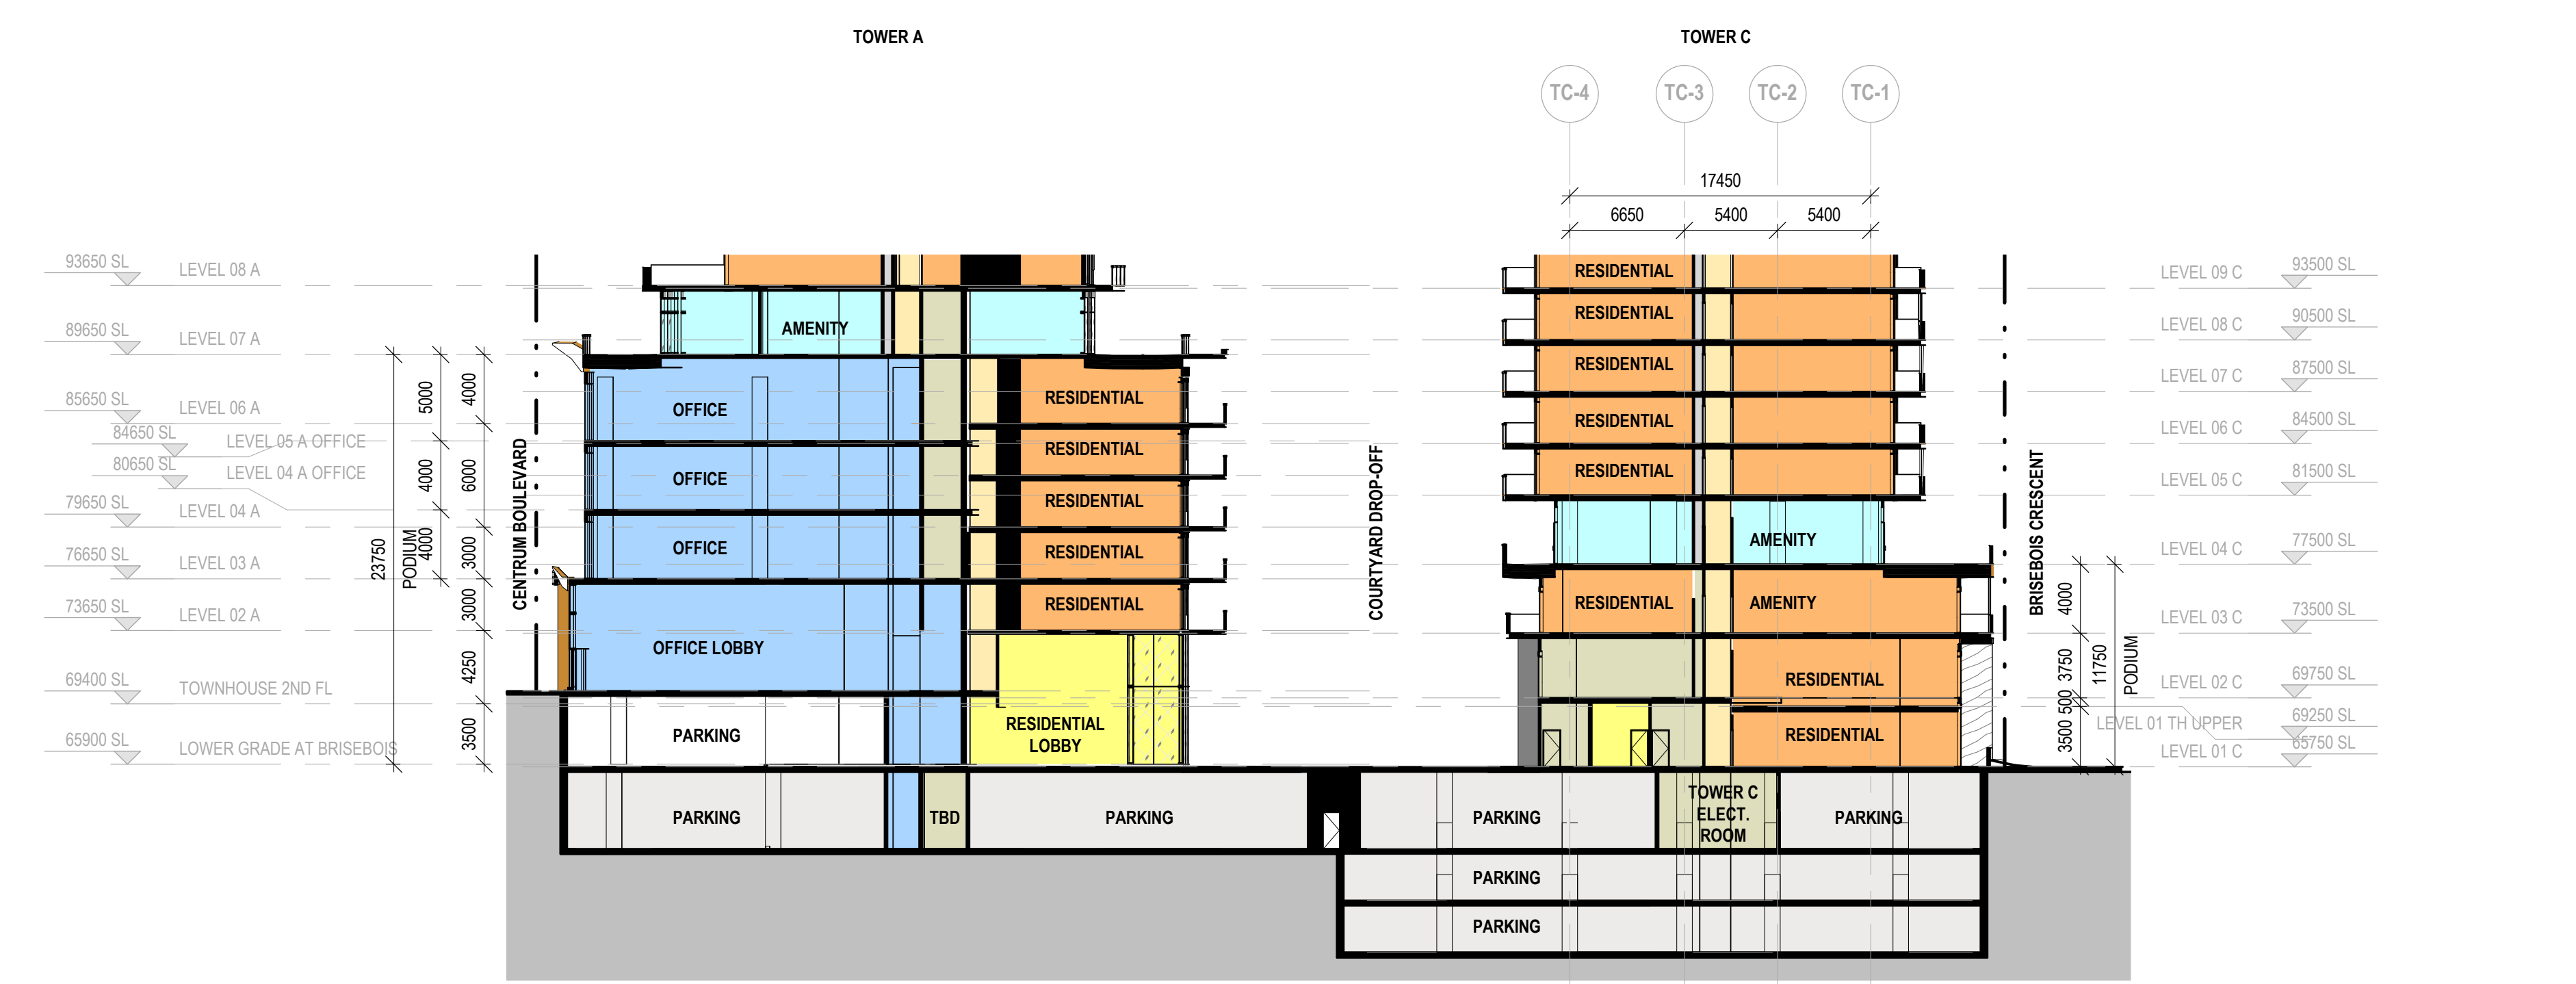 TOWER A
TOWER C
TC-4
TC-3
TC-2
TC-1
17450
6650
5400
5400
93650 SL
LEVEL 08 A
89650 SL
LEVEL 07 A
85650 SL
LEVEL 06 A
84650 SL
LEVEL 05 A OFFICE
80650 SL
LEVEL 04 A OFFICE
79650 SL
LEVEL 04 A
76650 SL
LEVEL 03 A
73650 SL
LEVEL 02 A
69400 SL
TOWNHOUSE 2ND FL
65900 SL
LOWER GRADE AT BRISEBOIS
23750
PODIUM
5000
4000
4000
4000
6000
3000
3000
4250
3500
CENTRUM BOULEVARD
AMENITY
OFFICE
OFFICE
OFFICE
OFFICE LOBBY
PARKING
PARKING
TBD
PARKING
RESIDENTIAL
RESIDENTIAL
RESIDENTIAL
RESIDENTIAL
RESIDENTIAL
RESIDENTIAL
LOBBY
COURTYARD DROP-OFF
RESIDENTIAL
RESIDENTIAL
RESIDENTIAL
RESIDENTIAL
RESIDENTIAL
AMENITY
RESIDENTIAL
AMENITY
RESIDENTIAL
RESIDENTIAL
PARKING
TOWER C
ELECT.
ROOM
PARKING
PARKING
PARKING
BRISEBOIS CRESCENT
4000
3750
500
3500
11750
PODIUM
LEVEL 09 C
93500 SL
LEVEL 08 C
90500 SL
LEVEL 07 C
87500 SL
LEVEL 06 C
84500 SL
LEVEL 05 C
81500 SL
LEVEL 04 C
77500 SL
LEVEL 03 C
73500 SL
LEVEL 02 C
69750 SL
LEVEL 01 TH UPPER
69250 SL
LEVEL 01 C
65750 SL